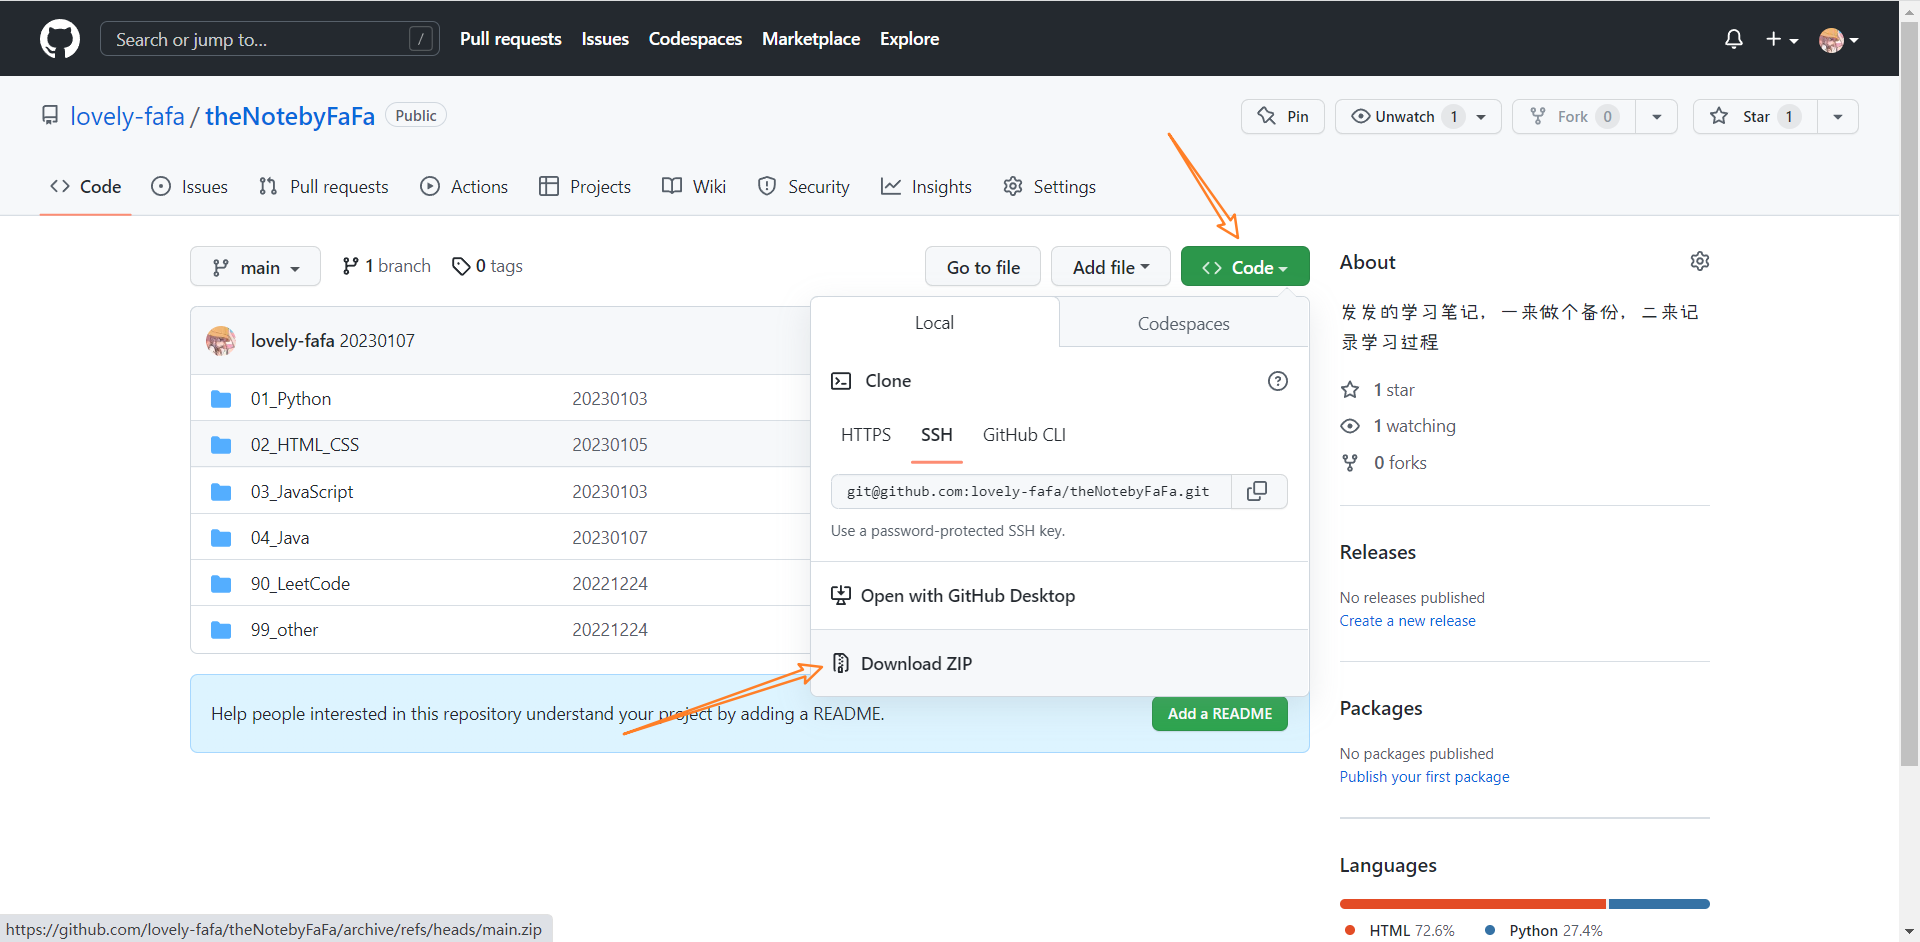 Search or jump to... /
Pull requests Issues Codespaces Marketplace Explore
lovely-fafa / theNotebyFaFa Public
Pin Unwatch 1 Fork 0 Star 1
Code Issues Pull requests Actions Projects Wiki Security Insights Settings
main 1 branch 0 tags
Go to file Add file Code
lovely-fafa 20230107
01_Python 20230103
02_HTML_CSS 20230105
03_JavaScript 20230103
04_Java 20230107
90_LeetCode 20221224
99_other 20221224
Local Codespaces
Clone
HTTPS SSH GitHub CLI
git@github.com:lovely-fafa/theNotebyFaFa.git
Use a password-protected SSH key.
Open with GitHub Desktop
Download ZIP
Help people interested in this repository understand your project by adding a README.
Add a README
About
发发的学习笔记，一来做个备份，二来记
录学习过程
1 star
1 watching
0 forks
Releases
No releases published
Create a new release
Packages
No packages published
Publish your first package
Languages
HTML 72.6% Python 27.4%
https://github.com/lovely-fafa/theNotebyFaFa/archive/refs/heads/main.zip